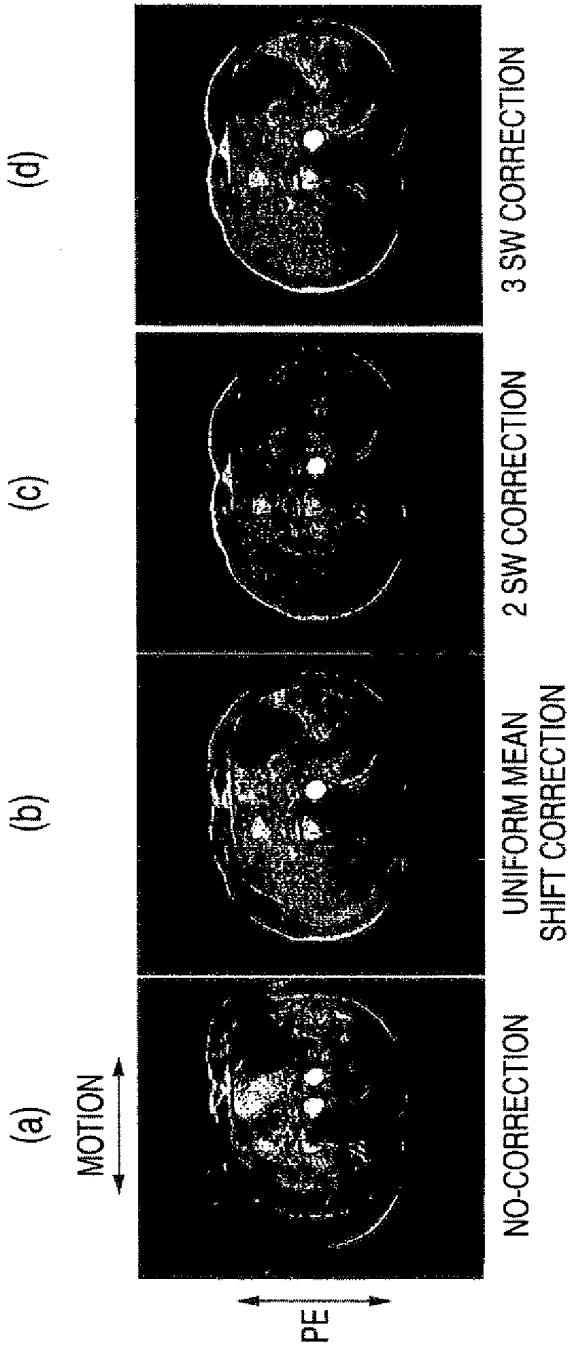 (a)
(b)
(c)
(d)
MOTION
PE
NO-CORRECTION
UNIFORM MEAN
SHIFT CORRECTION
2 SW CORRECTION
3 SW CORRECTION